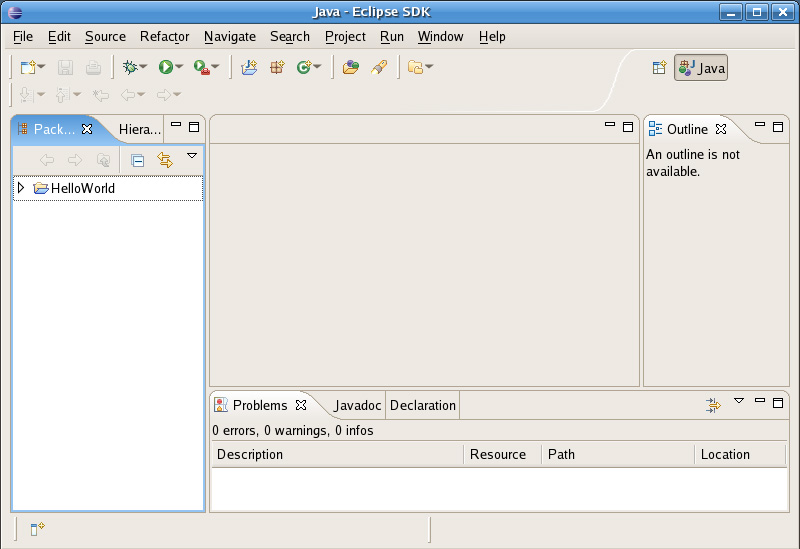 Java - Eclipse SDK
File Edit Source Refactor Navigate Search Project Run Window Help
Java
Pack... Hiera...
Outline
HelloWorld
An outline is not
available.
Problems Javadoc Declaration
0 errors, 0 warnings, 0 infos
Description Resource Path Location